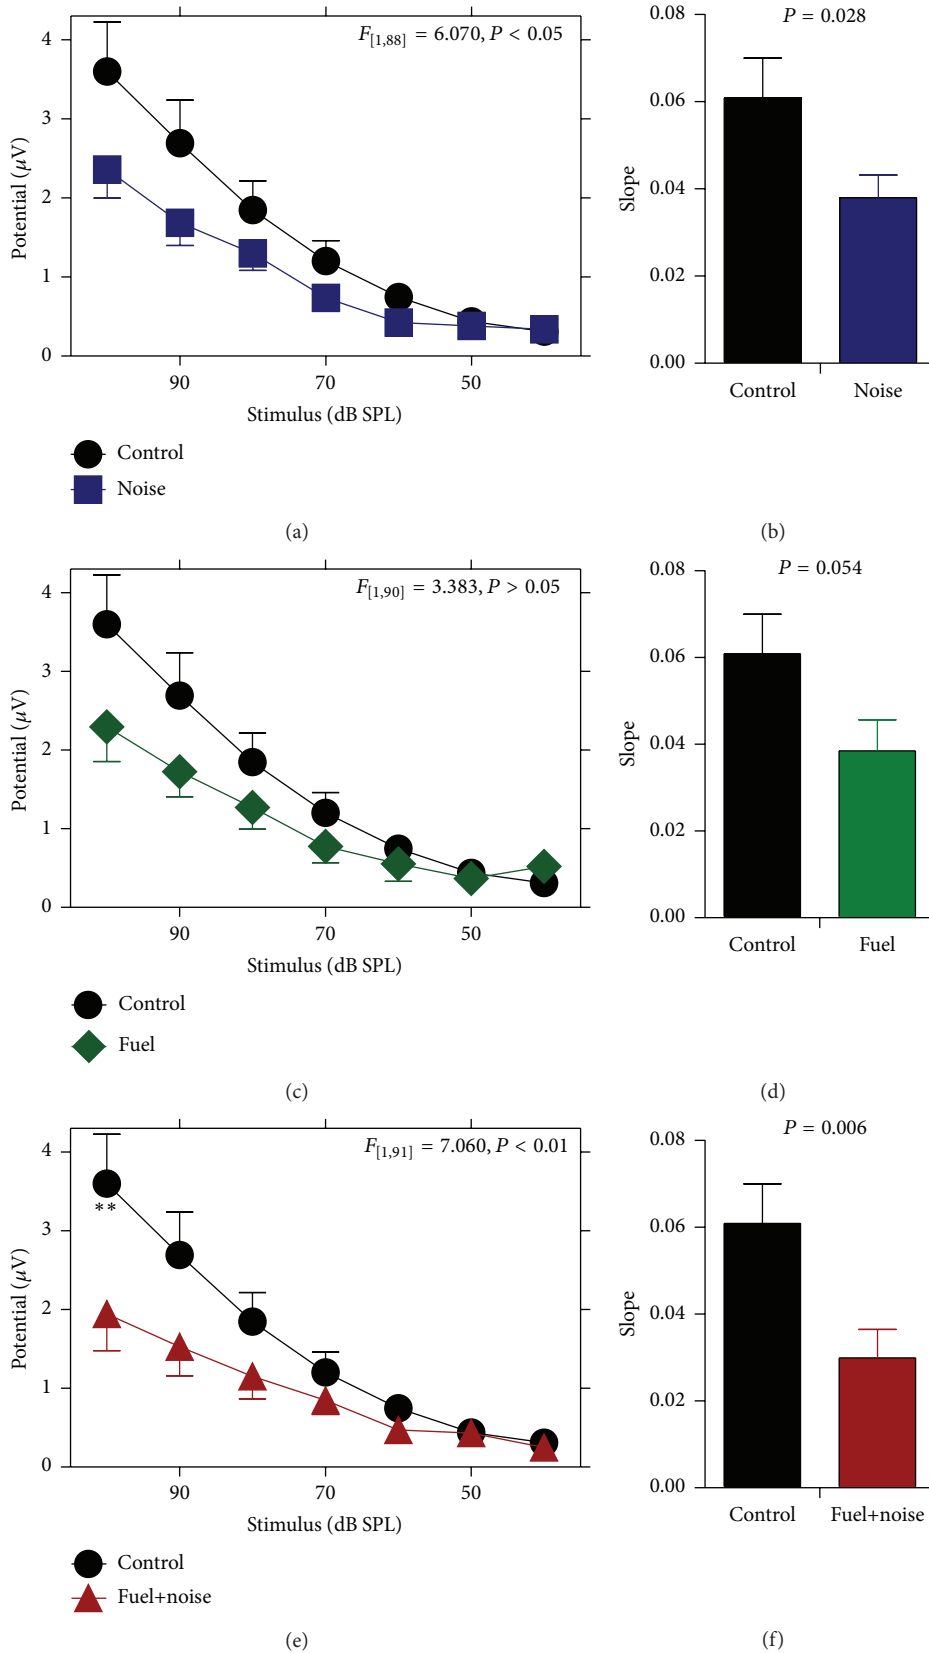 F[1,88] = 6.070, P < 0.05
4
3
2
1
0
Potential (μV)
90
70
50
Stimulus (dB SPL)
Control
Noise
(a)
P = 0.028
0.08
0.06
0.04
0.02
0.00
Slope
Control
Noise
(b)
F[1,90] = 3.383, P > 0.05
4
3
2
1
0
Potential (μV)
90
70
50
Stimulus (dB SPL)
Control
Fuel
(c)
P = 0.054
0.08
0.06
0.04
0.02
0.00
Slope
Control
Fuel
(d)
F[1,91] = 7.060, P < 0.01
4
3
2
1
0
**
Potential (μV)
90
70
50
Stimulus (dB SPL)
Control
Fuel+noise
(e)
P = 0.006
0.08
0.06
0.04
0.02
0.00
Slope
Control
Fuel+noise
(f)